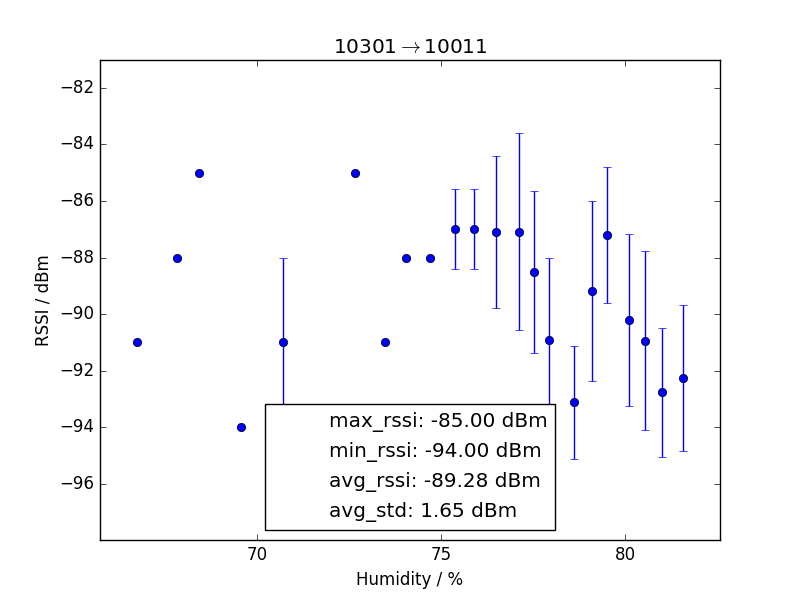 10301→10011
−82
−84
−86
−88
−90
−92
−94
−96
RSSI / dBm
max_rssi: -85.00 dBm
min_rssi: -94.00 dBm
avg_rssi: -89.28 dBm
avg_std: 1.65 dBm
70 75 80
Humidity / %